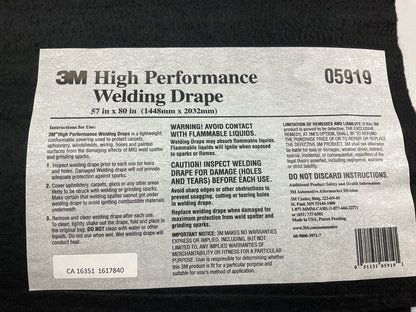 3M High Performance
Welding Drape
57 in x 80 in (1448mm x 2032mm)
05919
Instructions for Use:
3M™ High Performance Welding Drape is a lightweight,
conformable covering used to protect carpets,
upholstery, windshields, wiring, hoses and painted
surfaces from the damaging effects of MIG weld spatter
and grinding sparks.
1. Inspect welding drape prior to each use for tears
and holes. Damaged Welding drape will not provide
adequate protection against sparks.
2. Cover upholstery, carpets, glass or any other areas
likely to be struck with welding or grinding sparks.
Make certain that welding spatter cannot get under
welding drape to avoid igniting combustible materials
below.
3. Remove and reuse welding drape after each use.
To clean, lightly shake out the drape, fold and place in
the original bag. DO NOT clean with water or other
liquids. Do not use when wet. Wet welding drape will
conduct heat.
CA 16351 1617840
WARNING! AVOID CONTACT
WITH FLAMMABLE LIQUIDS.
Welding Drape may absorb flammable liquids.
Flammable liquids will ignite when exposed
to sparks or flames.
CAUTION! INSPECT WELDING
DRAPE FOR DAMAGE (HOLES
AND TEARS) BEFORE EACH USE.
Avoid sharp edges or other obstructions to
prevent snagging, cutting or tearing holes
in welding drape.
Replace welding drape when damaged for
maximum protection from weld spatter and
grinding sparks.
IMPORTANT NOTICE: 3M MAKES NO WARRANTIES
EXPRESS OR IMPLIED, INCLUDING, BUT NOT
LIMITED TO, ANY IMPLIED WARRANTIES OF
MERCHANTABILITY OR FITNESS FOR A PARTICULAR
PURPOSE. User is responsible for determining whether
this 3M product is fit for a particular purpose and
suitable for user's method of application.
LIMITATION OF REMEDIES AND LIABILITY: If this 3M
product is proved to be defective, THE EXCLUSIVE
REMEDY, AT 3M'S OPTION, SHALL BE TO REFUND
THE PURCHASE PRICE OF OR TO REPAIR OR REPLACE
THE DEFECTIVE 3M PRODUCT. 3M shall not otherwise
be liable for loss or damages, whether direct, indirect,
special, incidental, or consequential, regardless of the
legal theory asserted, including negligence, warranty
or strict liability.
DO NOT DISCARD INSTRUCTIONS.
Additional Product Safety and Health Information:
3M Automotive Aftermarket Division
3M Center, Bldg. 223-6N-01
St. Paul, MN 55144-1000
1-877-MMM-CARS (1-877-666-2277)
Made in USA, Patent Pending
www.3M.com/automotive
0 51131 05919 1